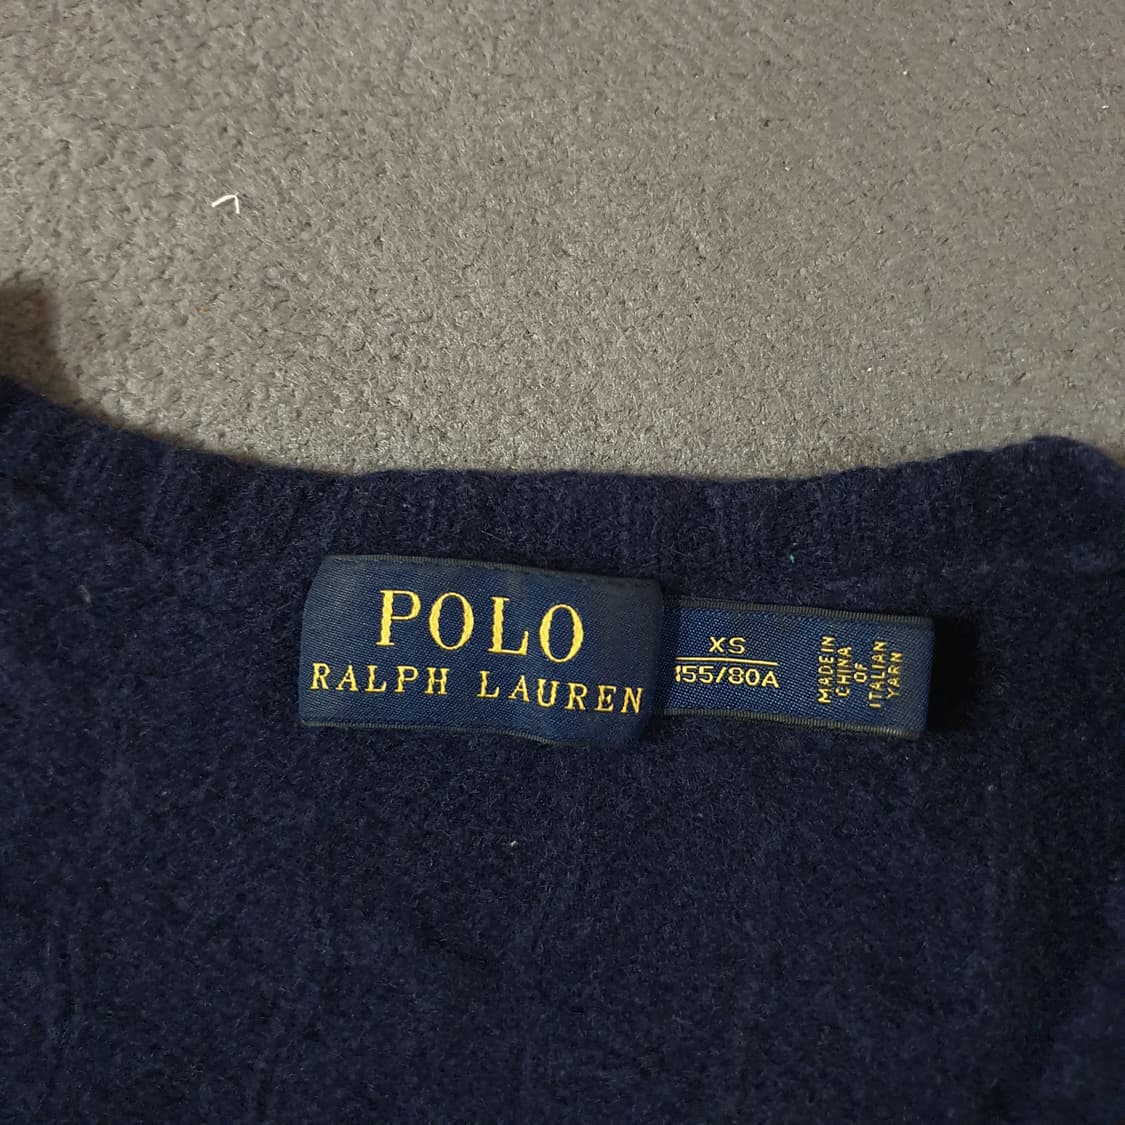 POLO
RALPH LAUREN
XS
155/80A
MADE IN
CHINA
OF
ITALIAN
YARN